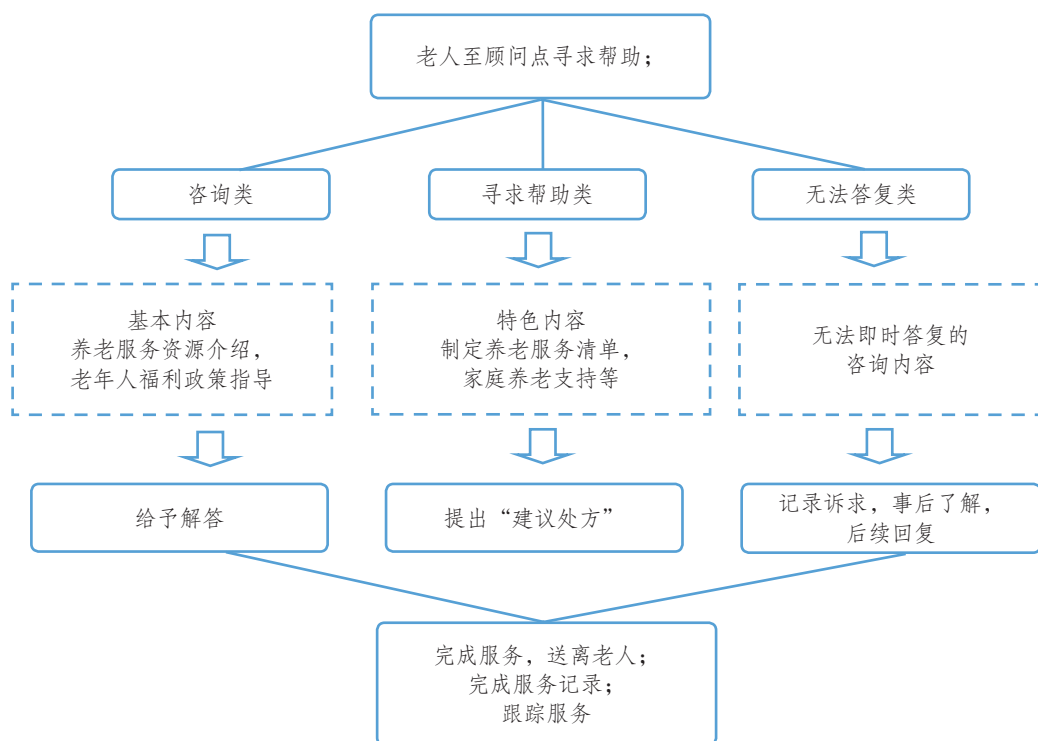 老人至顾问点寻求帮助；
咨询类
寻求帮助类
无法答复类
基本内容
养老服务资源介绍，
老年人福利政策指导
特色内容
制定养老服务清单，
家庭养老支持等
无法即时答复的
咨询内容
给予解答
提出“建议处方”
记录诉求，事后了解，
后续回复
完成服务，送离老人；
完成服务记录；
跟踪服务